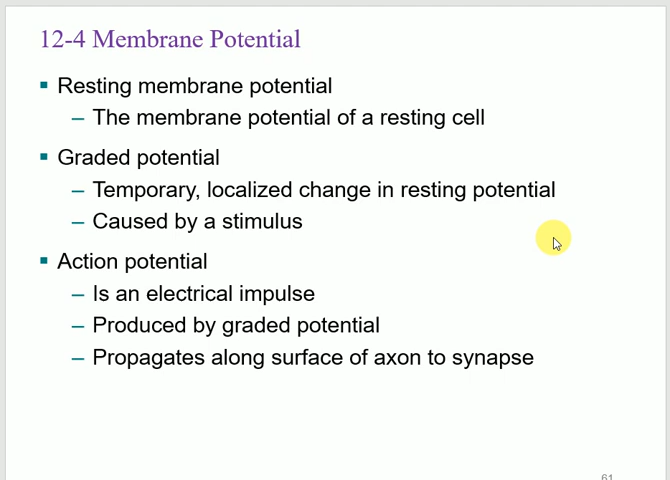 12-4 Membrane Potential
▪ Resting membrane potential
– The membrane potential of a resting cell
▪ Graded potential
– Temporary, localized change in resting potential
– Caused by a stimulus
▪ Action potential
– Is an electrical impulse
– Produced by graded potential
– Propagates along surface of axon to synapse
61